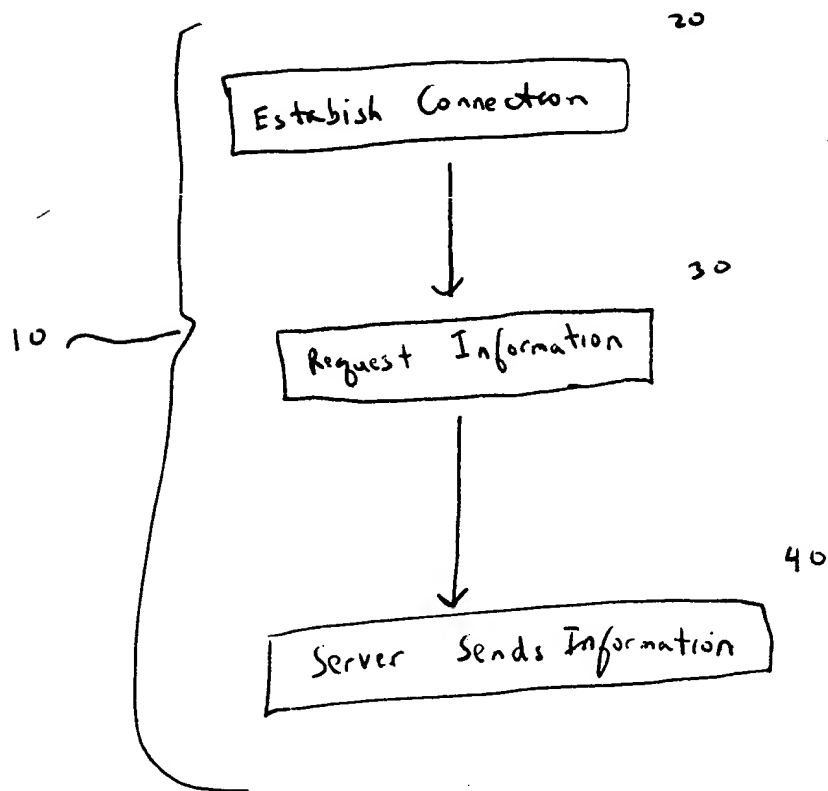 20
Estabish Connection
30
Request Information
10
40
Server Sends Information